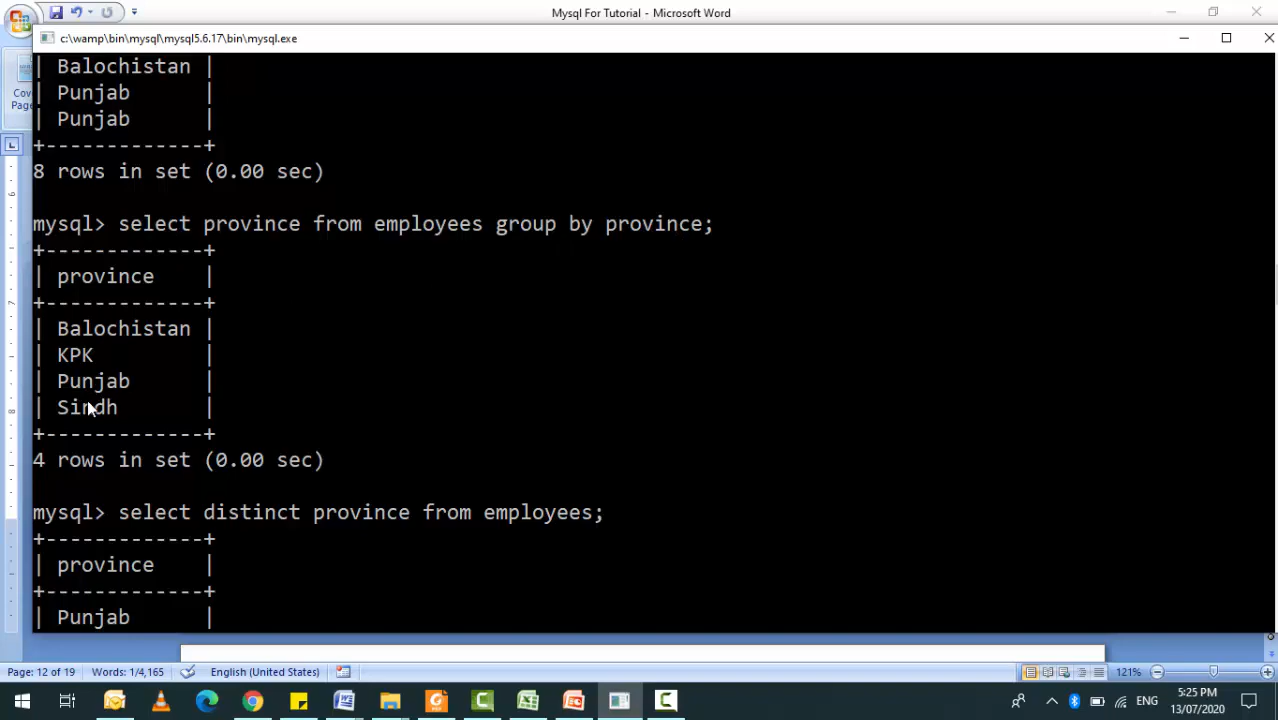 Mysql For Tutorial - Microsoft Word
c:\wamp\bin\mysql\mysql5.6.17\bin\mysql.exe
Cov
Page
| Balochistan |
| Punjab      |
| Punjab      |
+-------------+
8 rows in set (0.00 sec)
mysql> select province from employees group by province;
+-------------+
| province    |
+-------------+
| Balochistan |
| KPK         |
| Punjab      |
| Sindh       |
+-------------+
4 rows in set (0.00 sec)
mysql> select distinct province from employees;
+-------------+
| province    |
+-------------+
| Punjab      |
Page: 12 of 19 Words: 1/4,165 English (United States) 121%
ENG 5:25 PM
13/07/2020